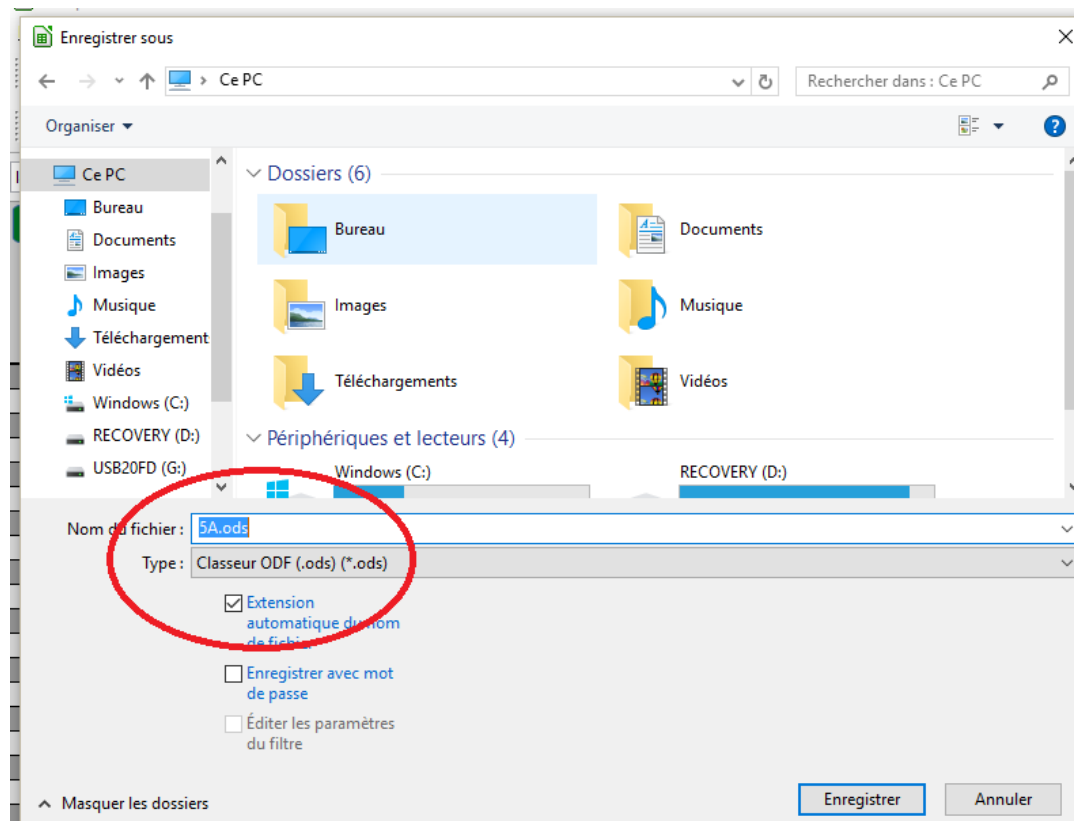 Enregistrer sous
Ce PC
Rechercher dans : Ce PC
Organiser
Ce PC
Bureau
Documents
Images
Musique
Téléchargement
Vidéos
Windows (C:)
RECOVERY (D:)
USB20FD (G:)
Dossiers (6)
Bureau
Documents
Images
Musique
Téléchargements
Vidéos
Périphériques et lecteurs (4)
Windows (C:)
RECOVERY (D:)
Nom du fichier : 5A.ods
Type : Classeur ODF (.ods) (*.ods)
Extension
automatique du nom
de fichier
Enregistrer avec mot
de passe
Éditer les paramètres
du filtre
Masquer les dossiers
Enregistrer
Annuler